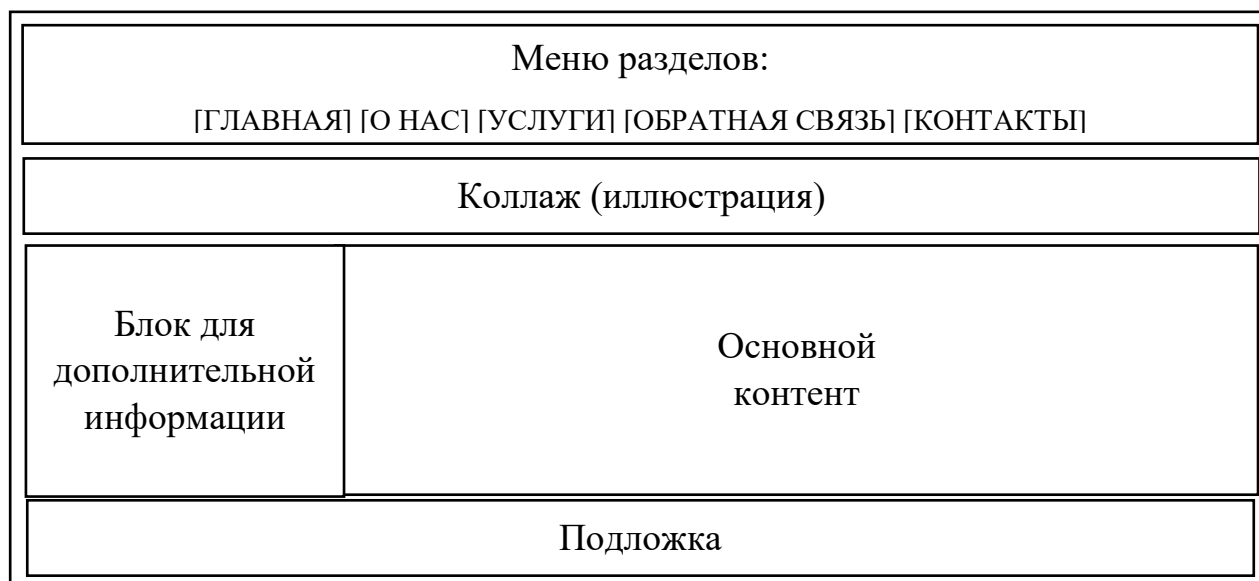 Меню разделов:
[ГЛАВНАЯ] [О НАС] [УСЛУГИ] [ОБРАТНАЯ СВЯЗЬ] [КОНТАКТЫ]
Коллаж (иллюстрация)
Блок для
дополнительной
информации
Основной
контент
Подложка